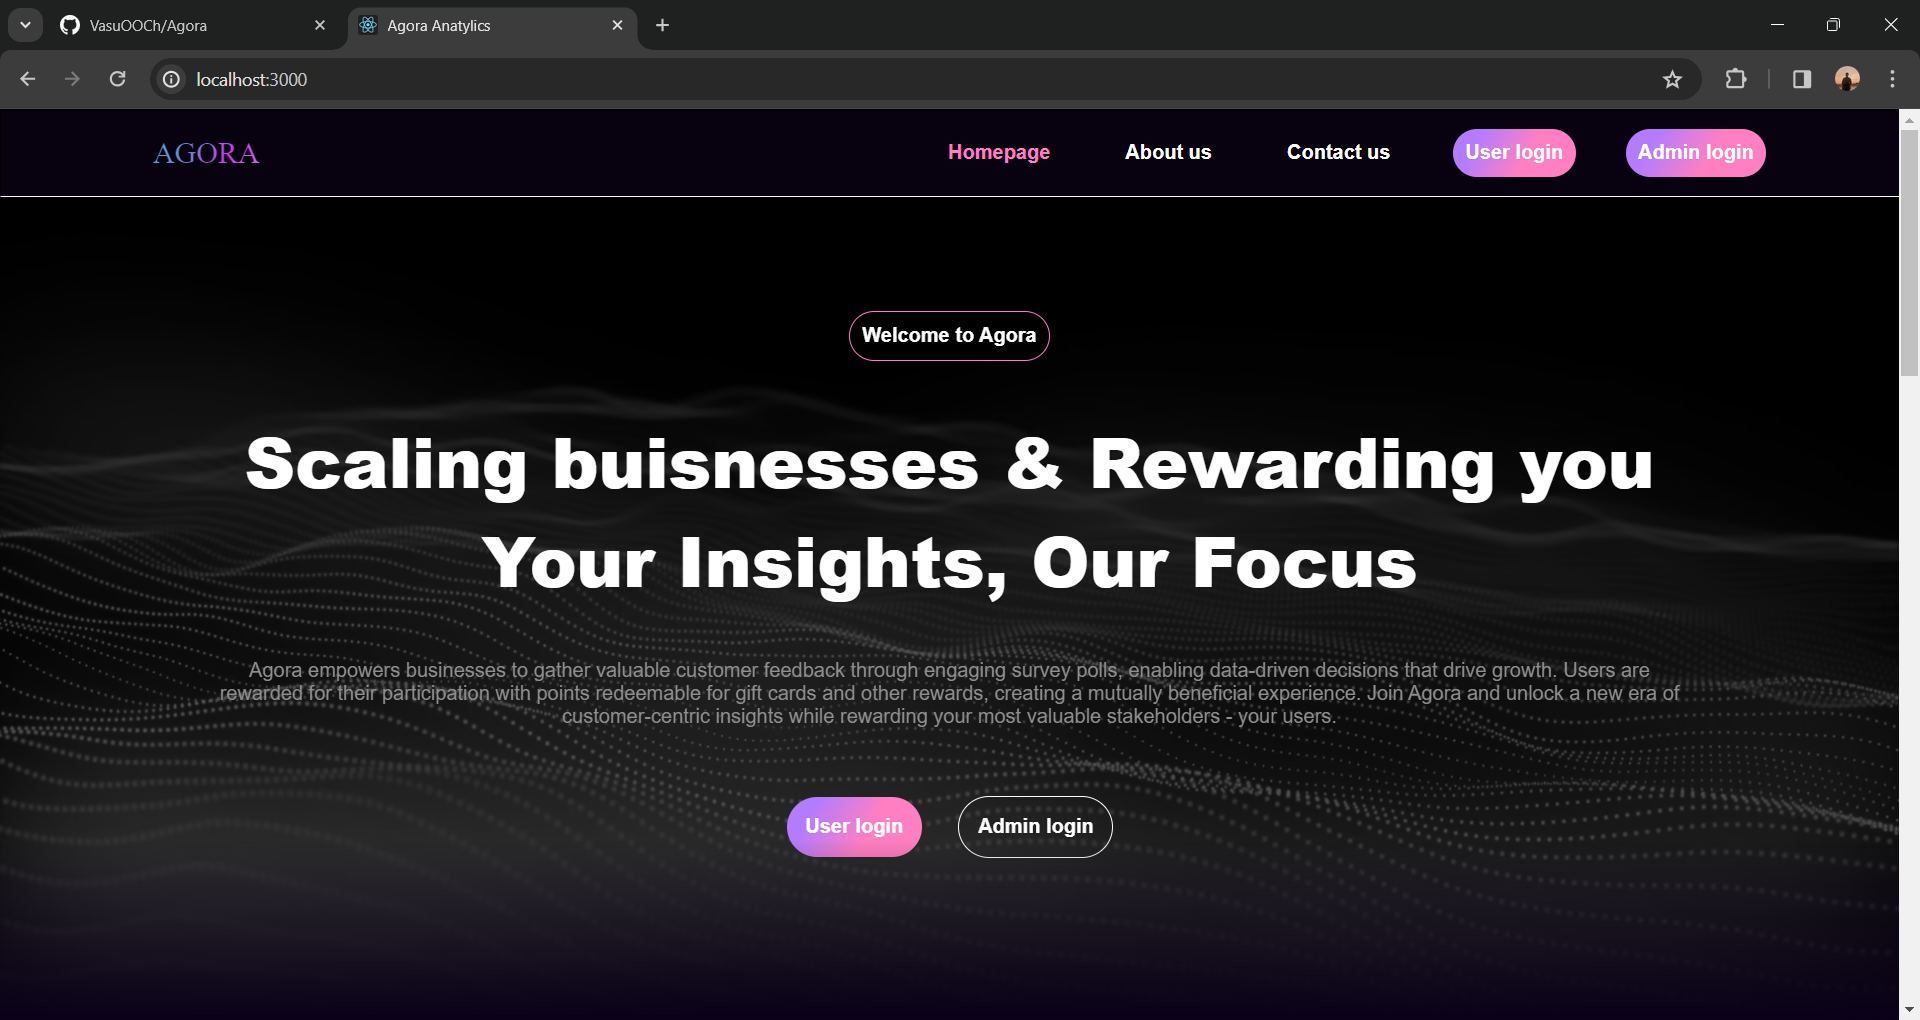 VasuOOCh/Agora
Agora Anatylics
localhost:3000
AGORA
Homepage
About us
Contact us
User login
Admin login
Welcome to Agora
Scaling buisnesses & Rewarding you
Your Insights, Our Focus
Agora empowers businesses to gather valuable customer feedback through engaging survey polls, enabling data-driven decisions that drive growth. Users are
rewarded for their participation with points redeemable for gift cards and other rewards, creating a mutually beneficial experience. Join Agora and unlock a new era of
customer-centric insights while rewarding your most valuable stakeholders - your users.
User login
Admin login